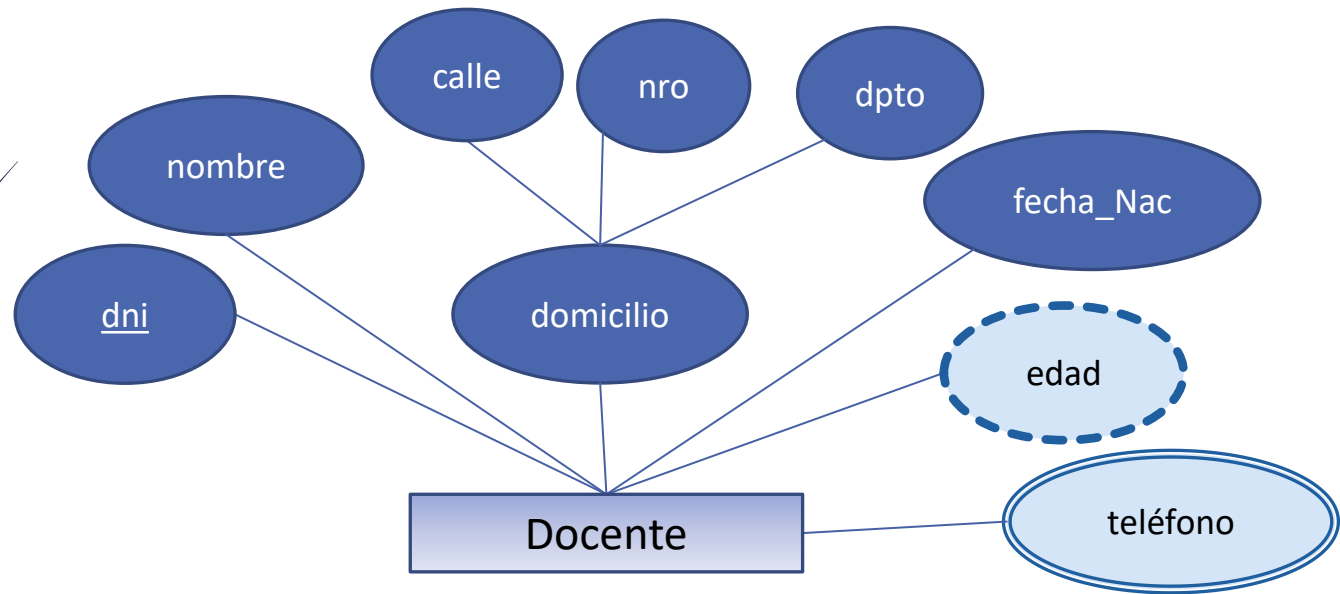 calle
nro
dpto
nombre
fecha_Nac
dni
domicilio
edad
teléfono
Docente